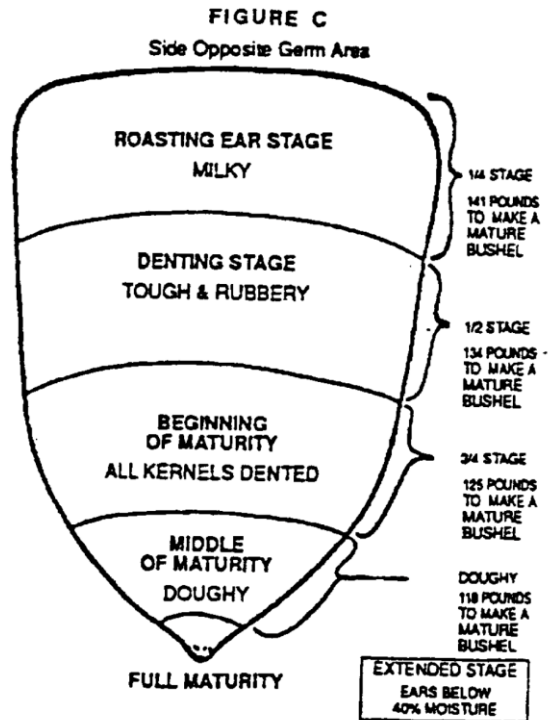 FIGURE C
Side Opposite Germ Area
ROASTING EAR STAGE
MILKY
1/4 STAGE
141 POUNDS
TO MAKE A
MATURE
BUSHEL
DENTING STAGE
TOUGH & RUBBERY
1/2 STAGE
134 POUNDS
TO MAKE A
MATURE
BUSHEL
BEGINNING
OF MATURITY
ALL KERNELS DENTED
3/4 STAGE
125 POUNDS
TO MAKE A
MATURE
BUSHEL
MIDDLE
OF MATURITY
DOUGHY
DOUGHY
118 POUNDS
TO MAKE A
MATURE
BUSHEL
FULL MATURITY
EXTENDED STAGE
EARS BELOW
40% MOISTURE